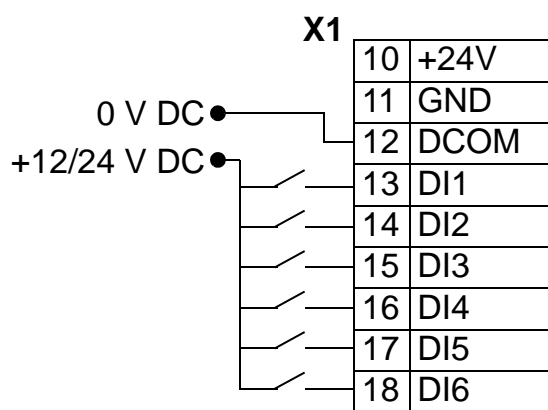 X1
10 +24V
11 GND
0 V DC
12 DCOM
+12/24 V DC
13 DI1
14 DI2
15 DI3
16 DI4
17 DI5
18 DI6